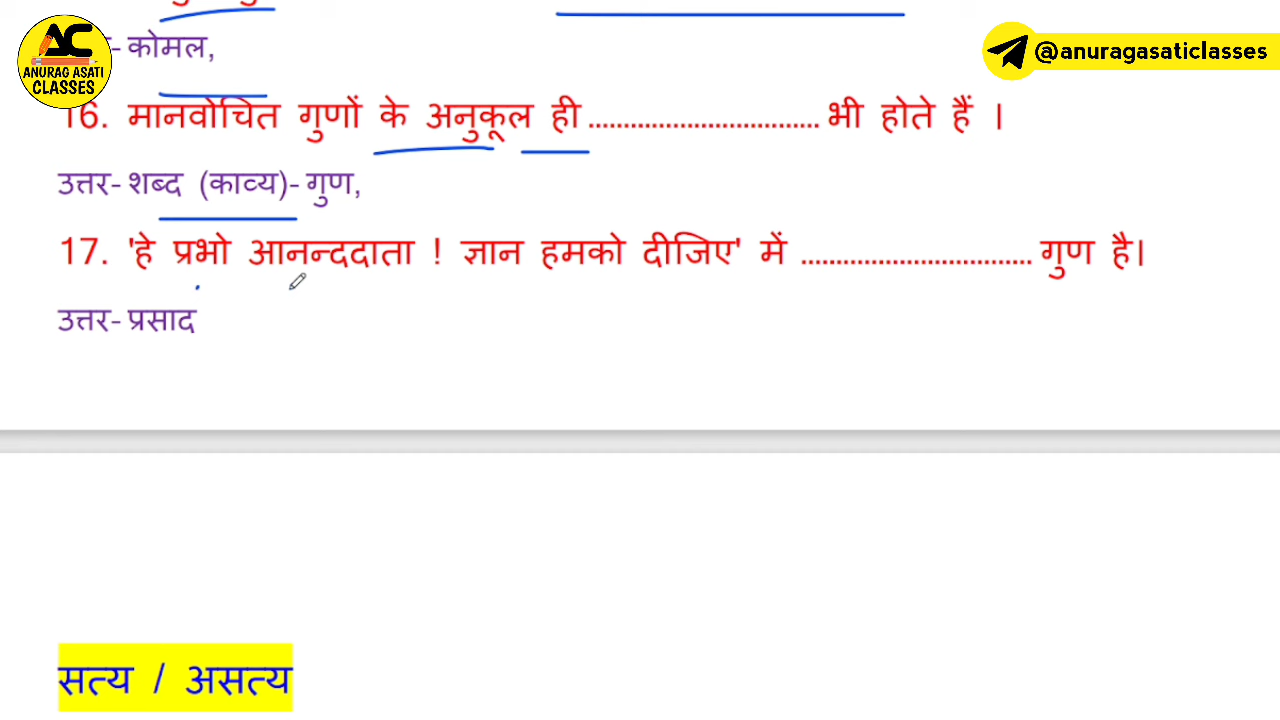 - कोमल,
@anuragasaticlasses
AC
ANURAG ASATI
CLASSES
16. मानवोचित गुणों के अनुकूल ही ................................. भी होते हैं ।
उत्तर- शब्द (काव्य)- गुण,
17. 'हे प्रभो आनन्ददाता ! ज्ञान हमको दीजिए' में ................................. गुण है।
उत्तर- प्रसाद
सत्य / असत्य